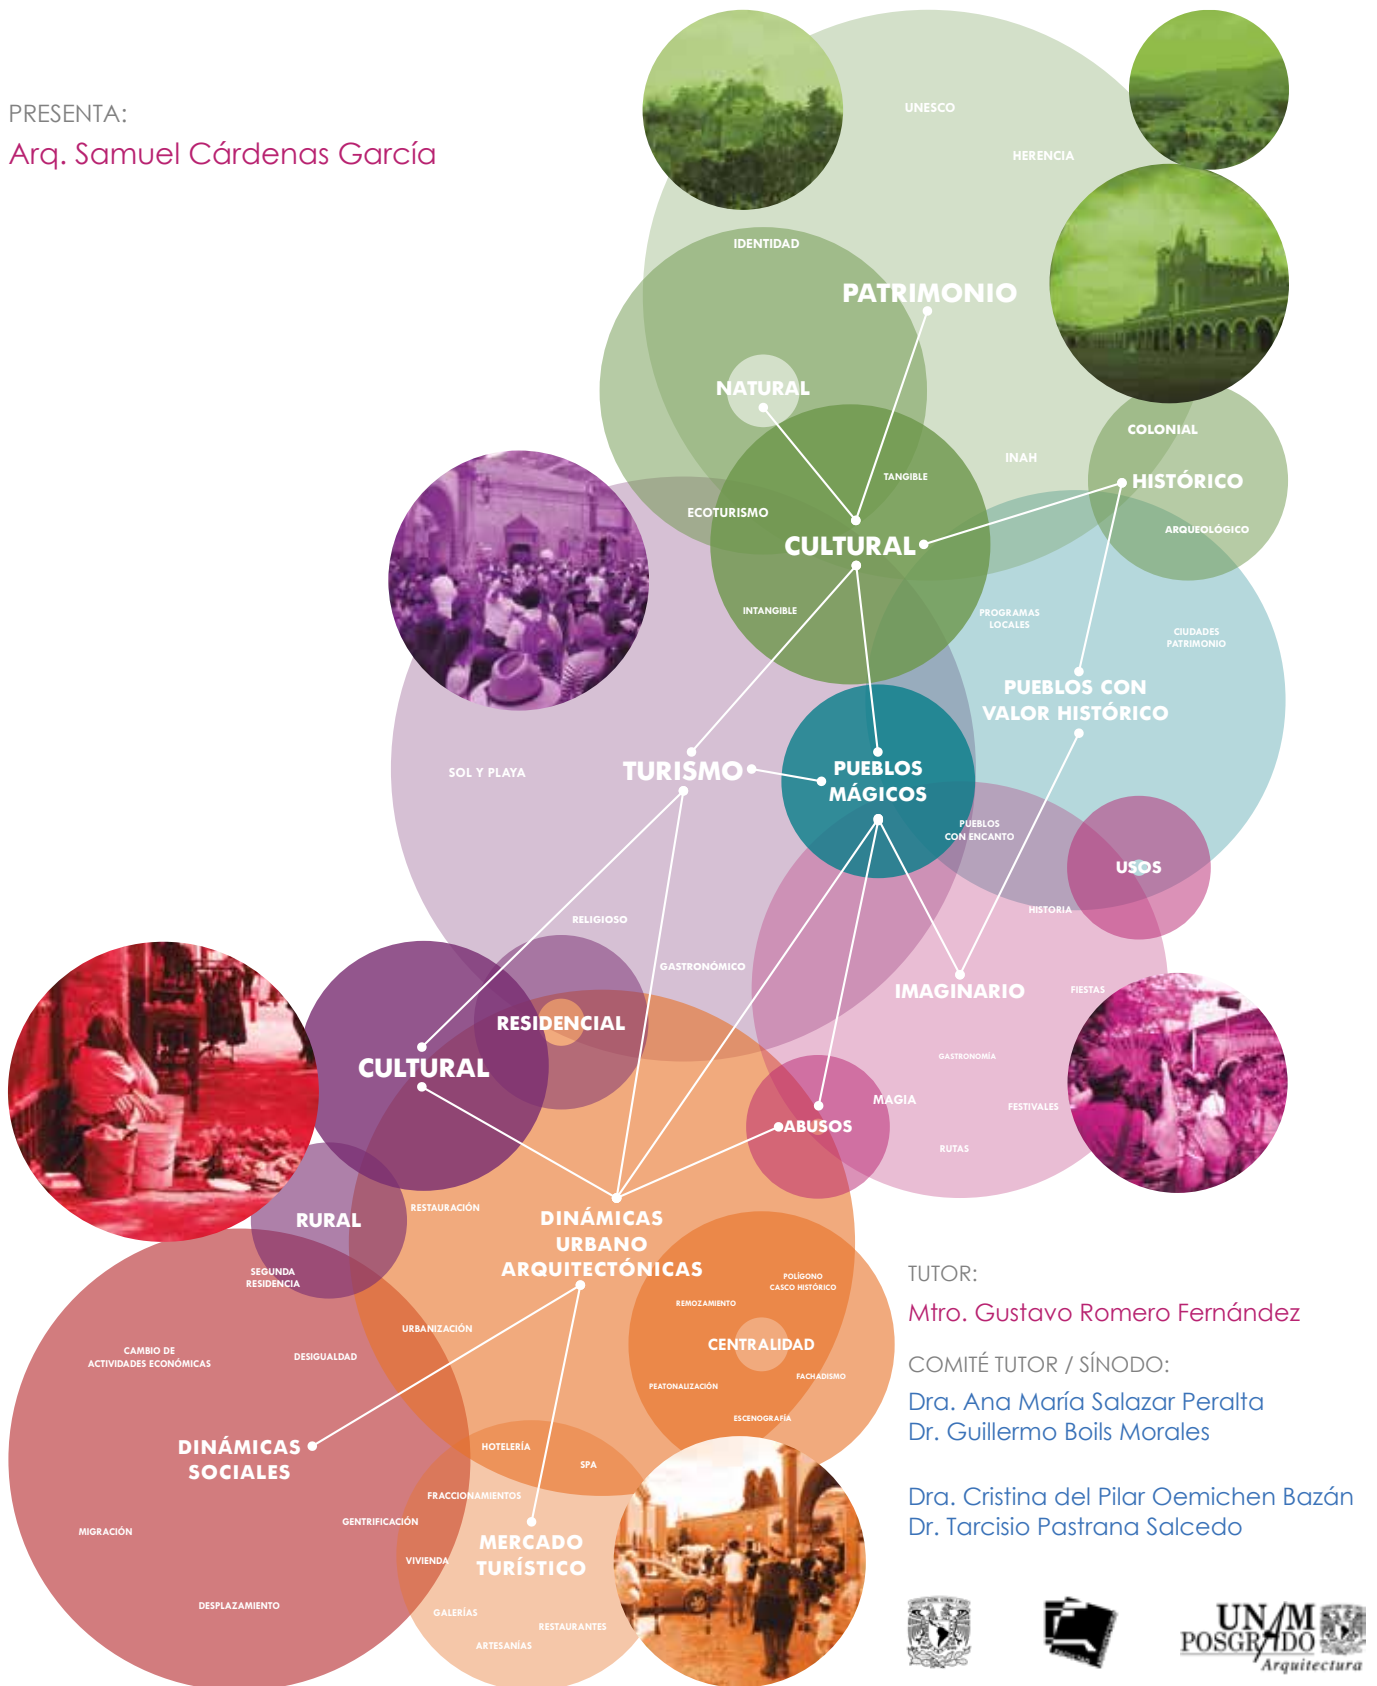 PRESENTA:
Arq. Samuel Cárdenas García
UNESCO
HERENCIA
IDENTIDAD
PATRIMONIO
NATURAL
COLONIAL
INAH
TANGIBLE
HISTÓRICO
ECOTURISMO
ARQUEOLÓGICO
CULTURAL
INTANGIBLE
PROGRAMAS
LOCALES
CIUDADES
PATRIMONIO
PUEBLOS CON
VALOR HISTÓRICO
SOL Y PLAYA
TURISMO
PUEBLOS
MÁGICOS
PUEBLOS
CON ENCANTO
USOS
HISTORIA
RELIGIOSO
GASTRONÓMICO
IMAGINARIO
FIESTAS
RESIDENCIAL
CULTURAL
GASTRONOMÍA
MAGIA
FESTIVALES
ABUSOS
RUTAS
RESTAURACIÓN
RURAL
DINÁMICAS
URBANO
ARQUITECTÓNICAS
SEGUNDA
RESIDENCIA
POLÍGONO
CASCO HISTÓRICO
REMOZAMIENTO
URBANIZACIÓN
CENTRALIDAD
CAMBIO DE
ACTIVIDADES ECONÓMICAS
DESIGUALDAD
FACHADISMO
PEATONALIZACIÓN
ESCENOGRAFÍA
DINÁMICAS
SOCIALES
HOTELERÍA
SPA
FRACCIONAMIENTOS
GENTRIFICACIÓN
MIGRACIÓN
MERCADO
TURÍSTICO
VIVIENDA
DESPLAZAMIENTO
GALERÍAS
RESTAURANTES
ARTESANÍAS
TUTOR:
Mtro. Gustavo Romero Fernández
COMITÉ TUTOR / SÍNODO:
Dra. Ana María Salazar Peralta
Dr. Guillermo Boils Morales
Dra. Cristina del Pilar Oemichen Bazán
Dr. Tarcisio Pastrana Salcedo
UNAM
POSGRADO
Arquitectura